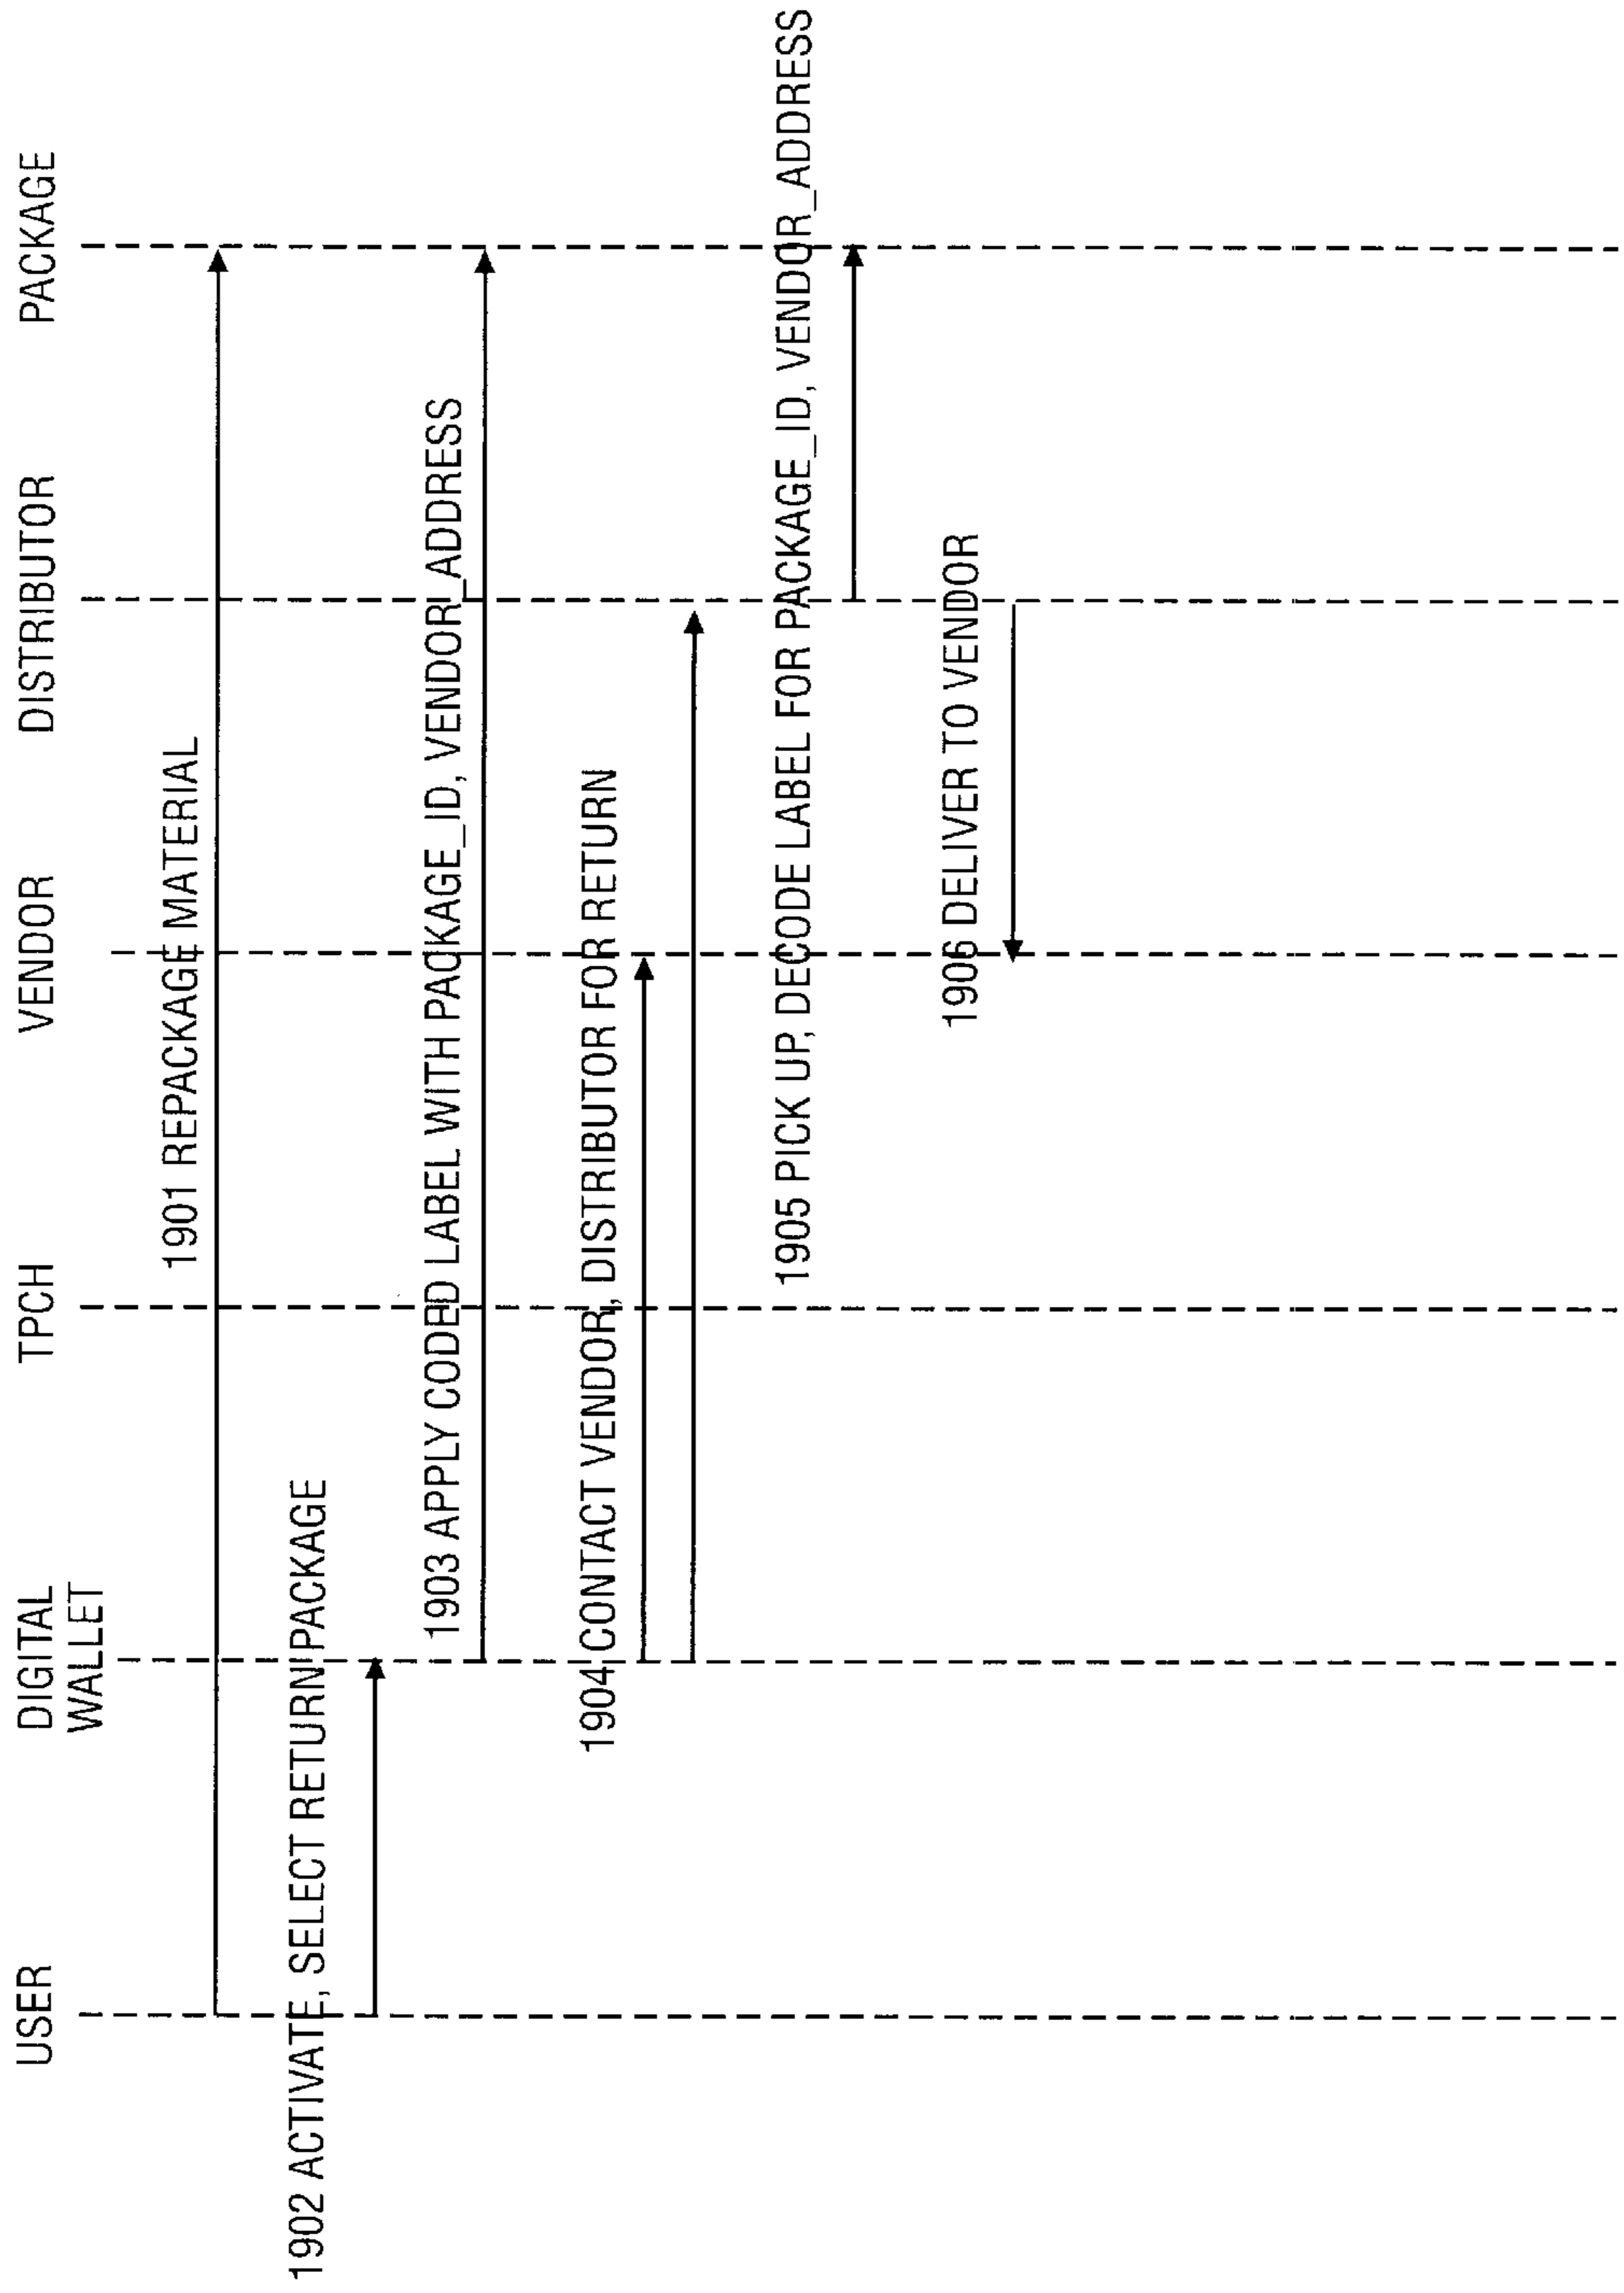 USER
DIGITAL
WALLET
TPCH
VENDOR
DISTRIBUTOR
PACKAGE
1901 REPACKAGE MATERIAL
1902 ACTIVATE, SELECT RETURN PACKAGE
1903 APPLY CODED LABEL WITH PACKAGE_ID, VENDOR_ADDRESS
1904 CONTACT VENDOR, DISTRIBUTOR FOR RETURN
1905 PICK UP, DECODE LABEL FOR PACKAGE_ID, VENDOR_ADDRESS
1906 DELIVER TO VENDOR